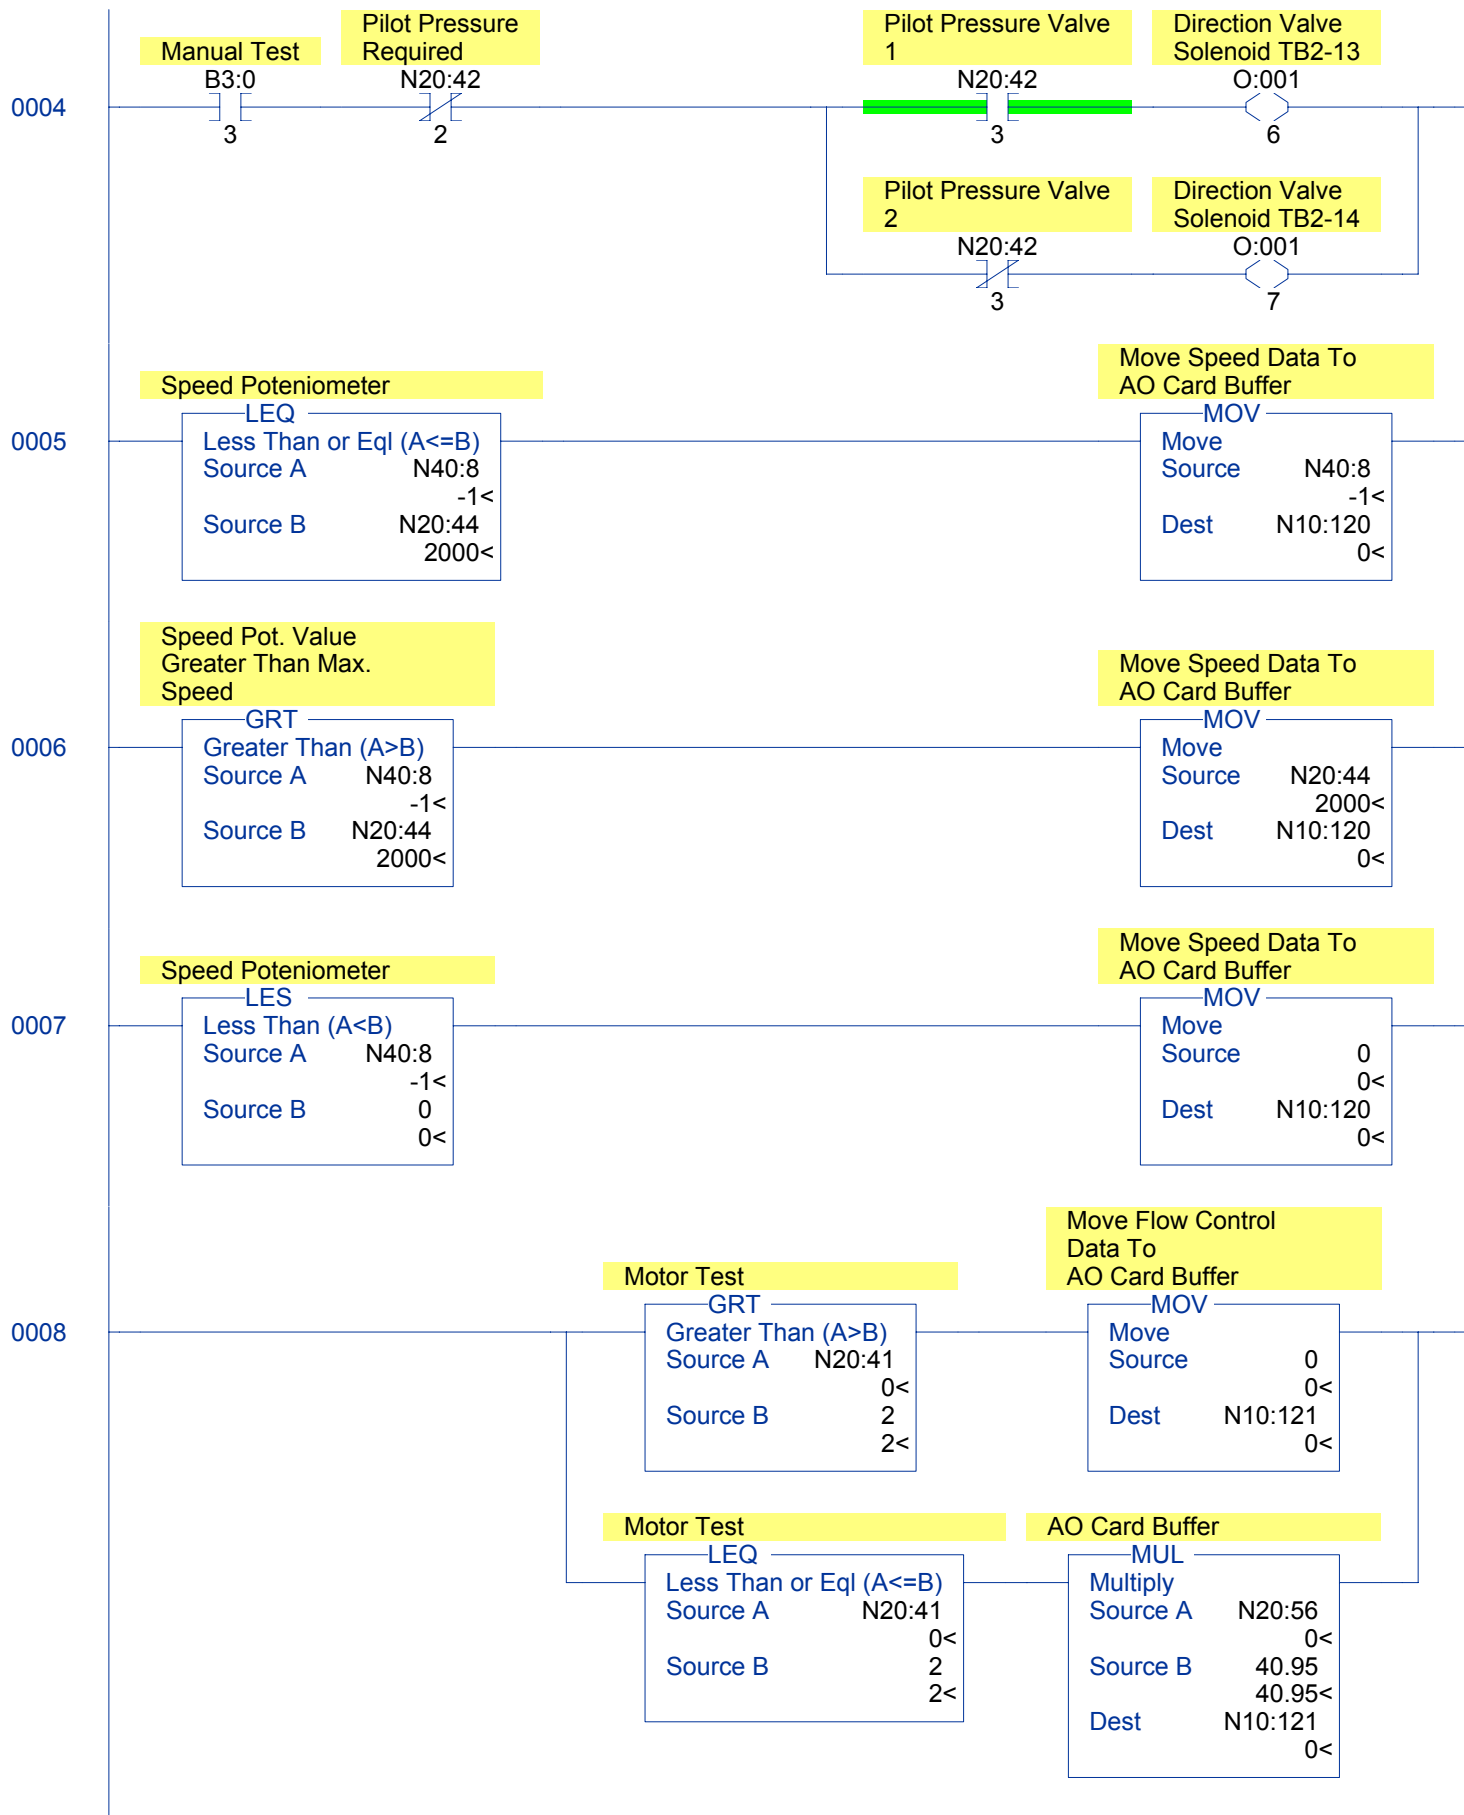 Pilot Pressure
Required
Manual Test
B3:0
N20:42
3
2
Pilot Pressure Valve
1
N20:42
3
Direction Valve
Solenoid TB2-13
O:001
6
0004
Pilot Pressure Valve
2
N20:42
3
Direction Valve
Solenoid TB2-14
O:001
7
0005
Speed Poteniometer
LEQ
Less Than or Eql (A<=B)
Source A N40:8
-1<
Source B N20:44
2000<
Move Speed Data To
AO Card Buffer
MOV
Move
Source N40:8
-1<
Dest N10:120
0<
0006
Speed Pot. Value
Greater Than Max.
Speed
GRT
Greater Than (A>B)
Source A N40:8
-1<
Source B N20:44
2000<
Move Speed Data To
AO Card Buffer
MOV
Move
Source N20:44
2000<
Dest N10:120
0<
0007
Speed Poteniometer
LES
Less Than (A<B)
Source A N40:8
-1<
Source B 0
0<
Move Speed Data To
AO Card Buffer
MOV
Move
Source 0
0<
Dest N10:120
0<
0008
Motor Test
GRT
Greater Than (A>B)
Source A N20:41
0<
Source B 2
2<
Move Flow Control
Data To
AO Card Buffer
MOV
Move
Source 0
0<
Dest N10:121
0<
Motor Test
LEQ
Less Than or Eql (A<=B)
Source A N20:41
0<
Source B 2
2<
AO Card Buffer
MUL
Multiply
Source A N20:56
0<
Source B 40.95
40.95<
Dest N10:121
0<